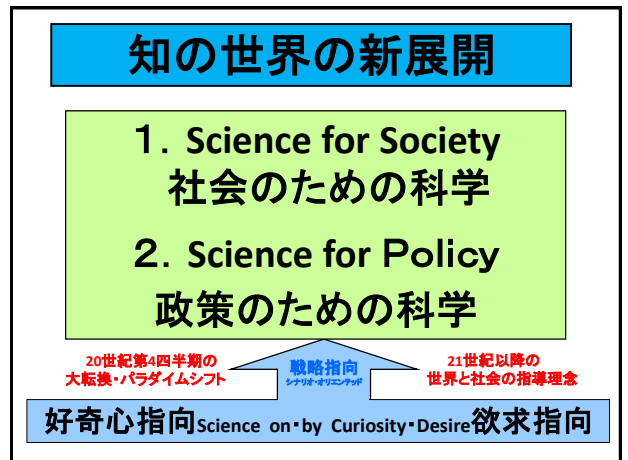 知の世界の新展開
１．Science for Society
社会のための科学
２．Science for Ｐｏｌｉｃｙ
政策のための科学
20世紀第4四半期の
大転換・パラダイムシフト
戦略指向
シナリオ・オリエンテッド
21世紀以降の
世界と社会の指導理念
好奇心指向Science on・by Curiosity・Desire欲求指向